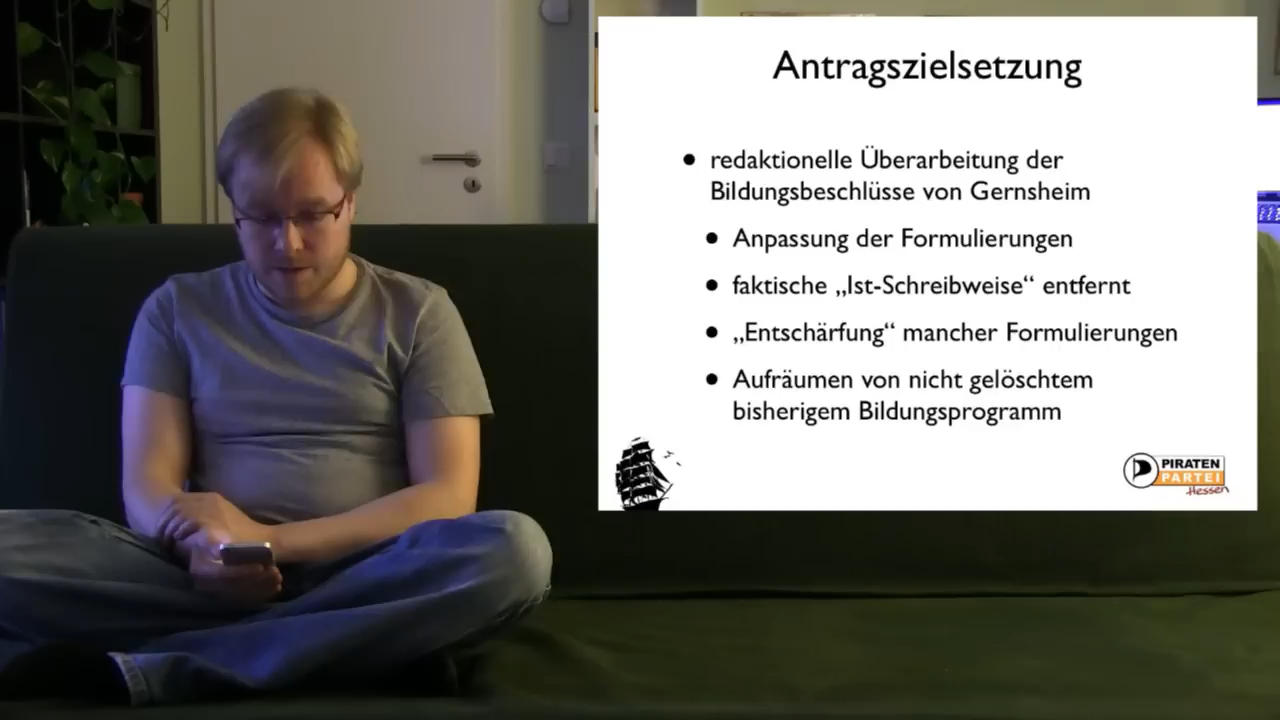 Antragszielsetzung
• redaktionelle Überarbeitung der
Bildungsbeschlüsse von Gernsheim
• Anpassung der Formulierungen
• faktische „Ist-Schreibweise“ entfernt
• „Entschärfung“ mancher Formulierungen
• Aufräumen von nicht gelöschtem
bisherigem Bildungsprogramm
PIRATEN
PARTEI
Hessen